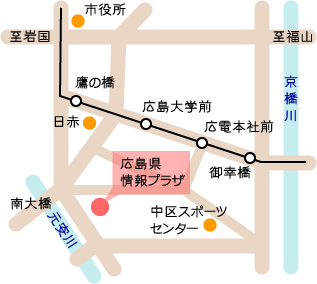 市役所
至岩国
至福山
鷹の橋
京橋川
広島大学前
日赤
広電本社前
広島県
情報プラザ
御幸橋
南大橋
元安川
中区スポーツ
センター